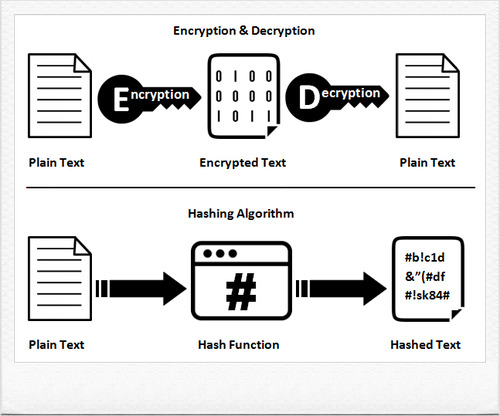 Encryption & Decryption
Encryption
0 1 0 0
0 0 0 0
1 0 1 1
Decryption
Plain Text
Encrypted Text
Plain Text
Hashing Algorithm
#
#b!c1d
&"(#df
#!sk84#
Plain Text
Hash Function
Hashed Text